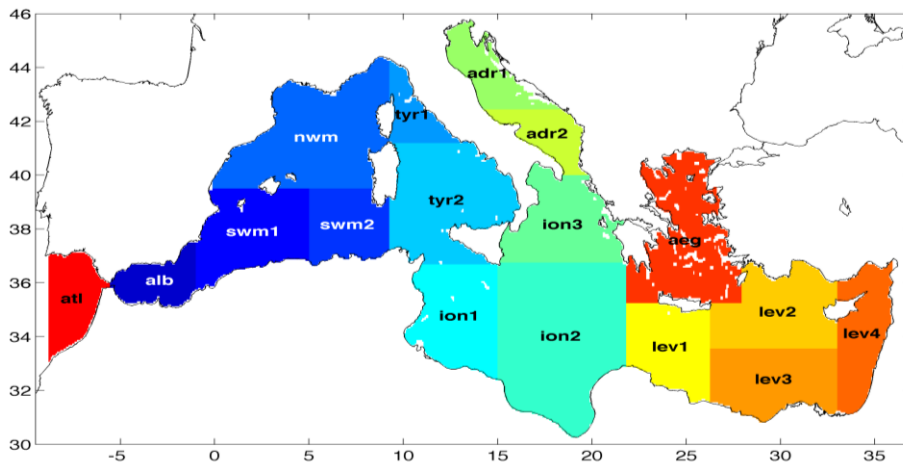 46
44
42
40
38
36
34
32
30
adr1
tyr1
nwm
adr2
tyr2
swm1
swm2
ion3
aeg
alb
atl
ion1
ion2
lev1
lev2
lev4
lev3
-5
0
5
10
15
20
25
30
35